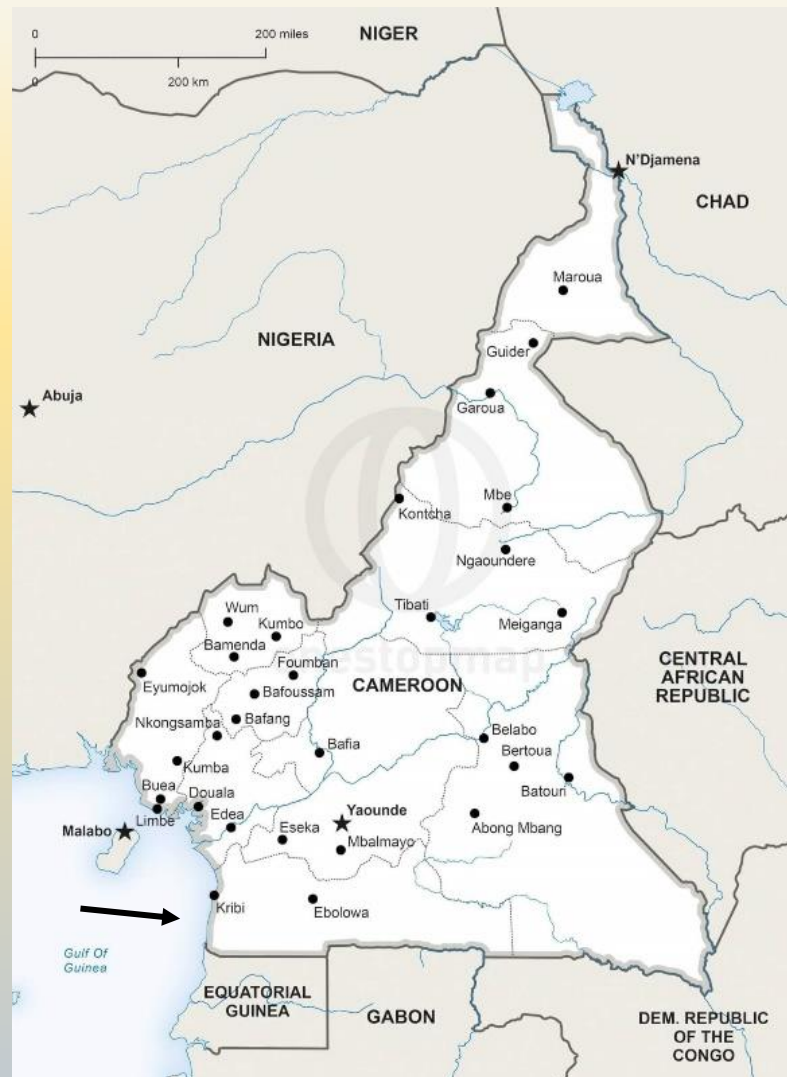 0
200 miles
0
200 km
NIGER
N'Djamena
CHAD
Maroua
NIGERIA
Guider
Abuja
Garoua
Mbe
Kontcha
Ngaoundere
Tibati
Wum
Kumbo
Meiganga
Bamenda
Foumban
bestopmap
CENTRAL
AFRICAN
REPUBLIC
Eyumojok
Bafoussam
CAMEROON
Nkongsamba
Bafang
Belabo
Bafia
Bertoua
Kumba
Batouri
Buea
Douala
Limbe
Edea
Yaounde
Malabo
Eseka
Mbalmayo
Abong Mbang
Kribi
Ebolowa
Gulf Of
Guinea
EQUATORIAL
GUINEA
GABON
DEM. REPUBLIC
OF THE
CONGO